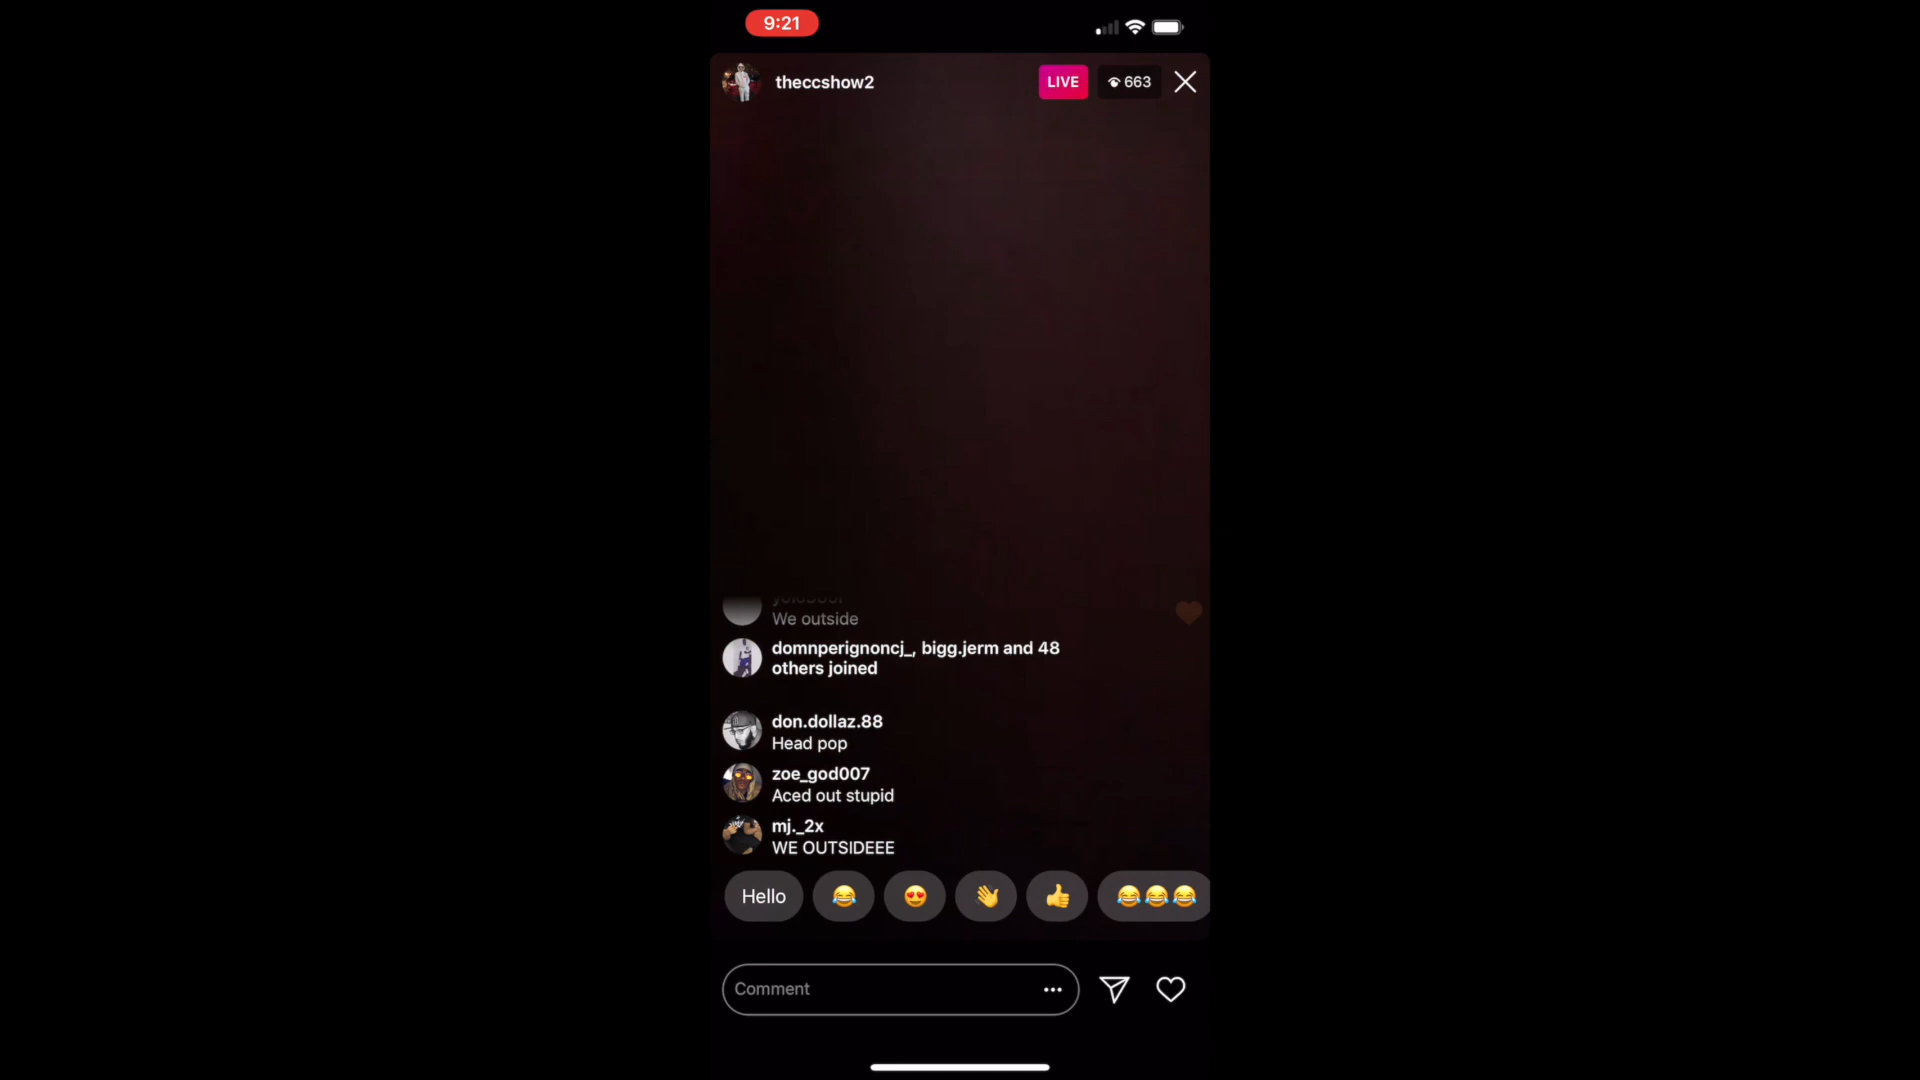 9:21
theccshow2
LIVE
663
We outside
domnperignoncj_, bigg.jerm and 48
others joined
don.dollaz.88
Head pop
zoe_god007
Aced out stupid
mj._2x
WE OUTSIDEEE
Hello
Comment